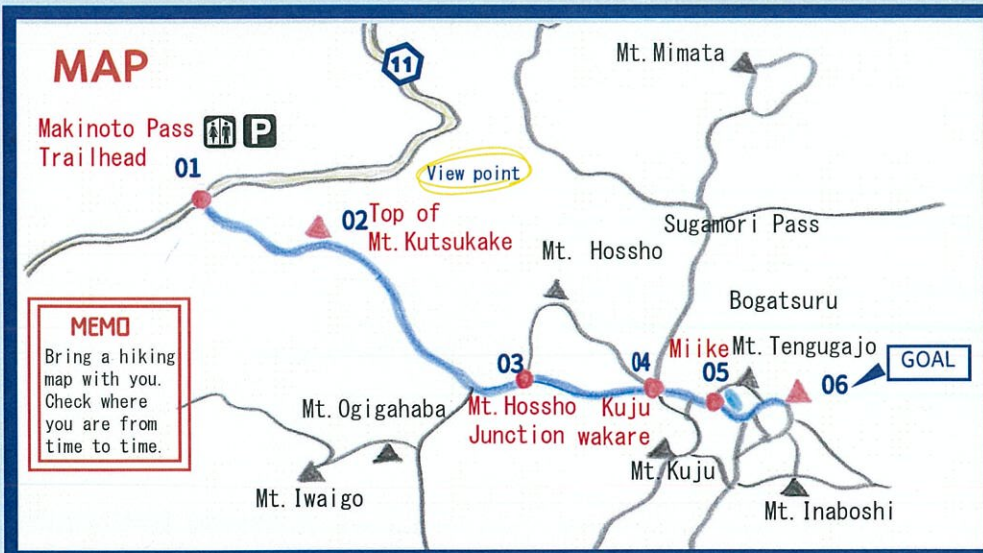 MAP
11
Makinoto Pass
Trailhead
P
01
View point
02
Top of
Mt. Kutsukake
Mt. Mimata
Sugamori Pass
Mt. Hossho
Bogatsuru
MEMO
Bring a hiking
map with you.
Check where
you are from
time to time.
03
Mt. Hossho
Junction
04
Kuju
wakare
Miike
05
Mt. Tengugajo
06
GOAL
Mt. Ogigahaba
Mt. Iwaigo
Mt. Kuju
Mt. Inaboshi